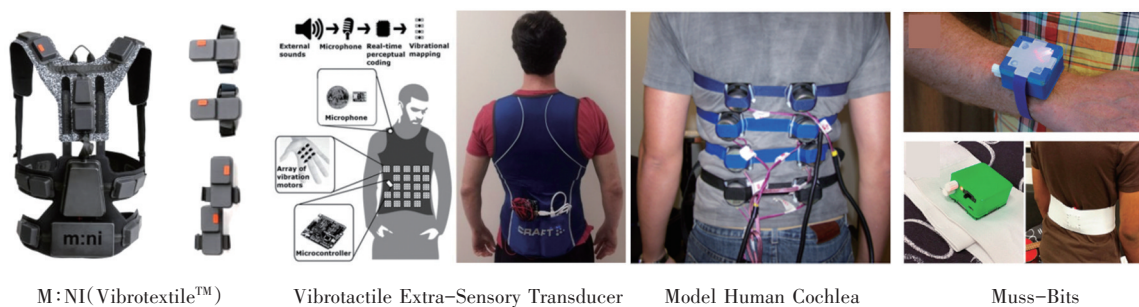 External sounds
Microphone
Real-time perceptual coding
Vibrational mapping
Microphone
Array of vibration motors
Microcontroller
m:ni
CRAFT
M:NI(Vibrotextile™)
Vibrotactile Extra-Sensory Transducer
Model Human Cochlea
Muss-Bits